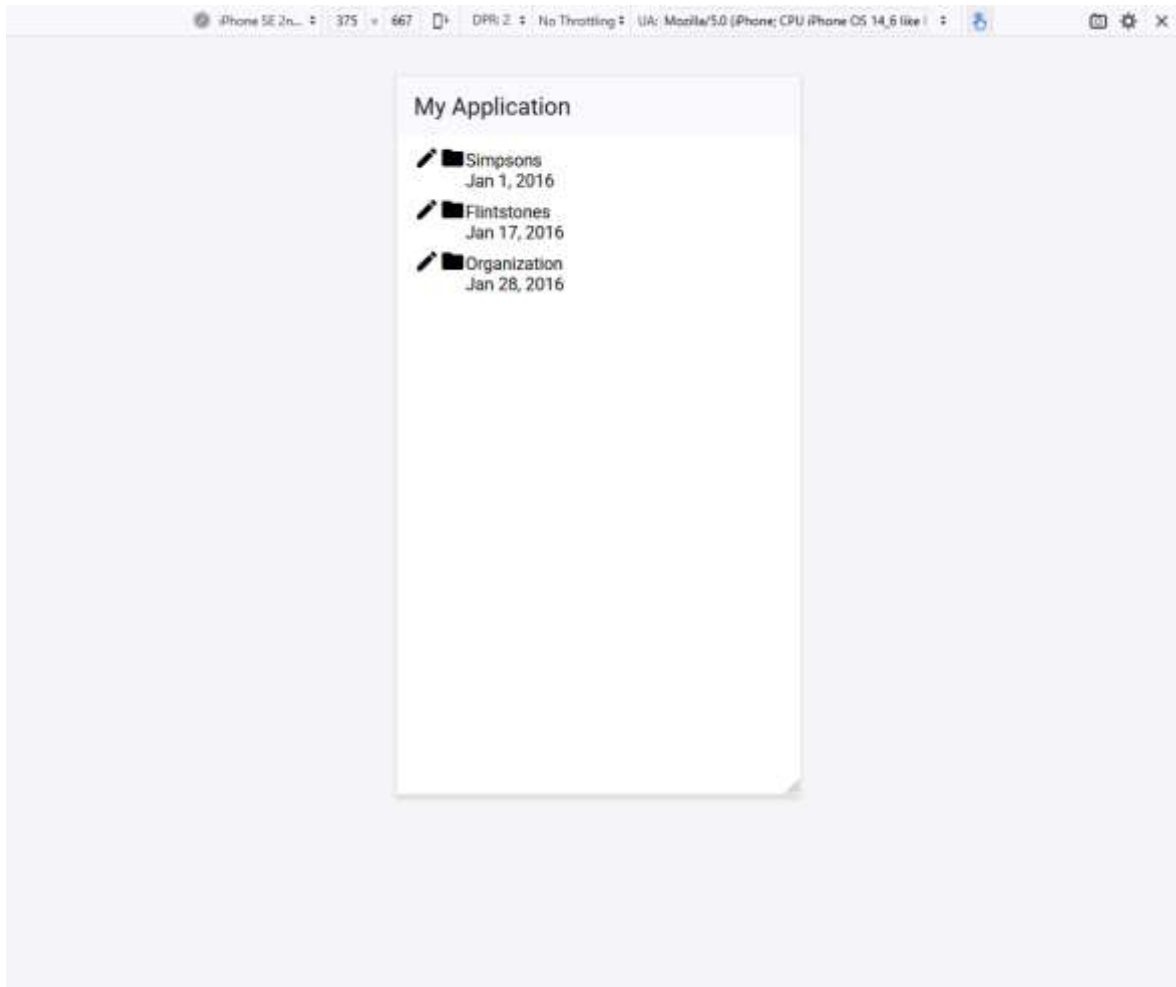 iPhone SE 2n... 375 × 667 DPR: 2 No Throttling UA: Mozilla/5.0 (iPhone; CPU iPhone OS 14_6 like
My Application
Simpsons
Jan 1, 2016
Flintstones
Jan 17, 2016
Organization
Jan 28, 2016